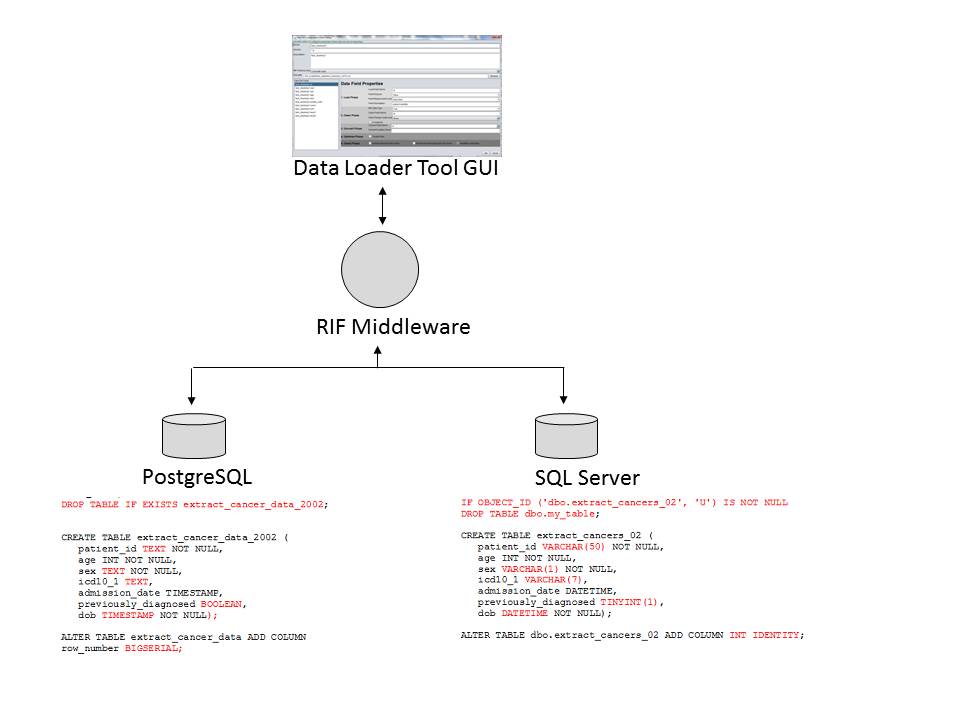 Data Field Properties
Data Loader Tool GUI
RIF Middleware
PostgreSQL
DROP TABLE IF EXISTS extract_cancer_data_2002;
CREATE TABLE extract_cancer_data_2002 (
patient_id TEXT NOT NULL,
age INT NOT NULL,
sex TEXT NOT NULL,
icd10_1 TEXT,
admission_date TIMESTAMP,
previously_diagnosed BOOLEAN,
dob TIMESTAMP NOT NULL);
ALTER TABLE extract_cancer_data ADD COLUMN
row_number BIGSERIAL;
SQL Server
IF OBJECT_ID ('dbo.extract_cancers_02', 'U') IS NOT NULL
DROP TABLE dbo.my_table;
CREATE TABLE extract_cancers_02 (
patient_id VARCHAR(50) NOT NULL,
age INT NOT NULL,
sex VARCHAR(1) NOT NULL,
icd10_1 VARCHAR(7),
admission_date DATETIME,
previously_diagnosed TINYINT(1),
dob DATETIME NOT NULL);
ALTER TABLE dbo.extract_cancers_02 ADD COLUMN INT IDENTITY;